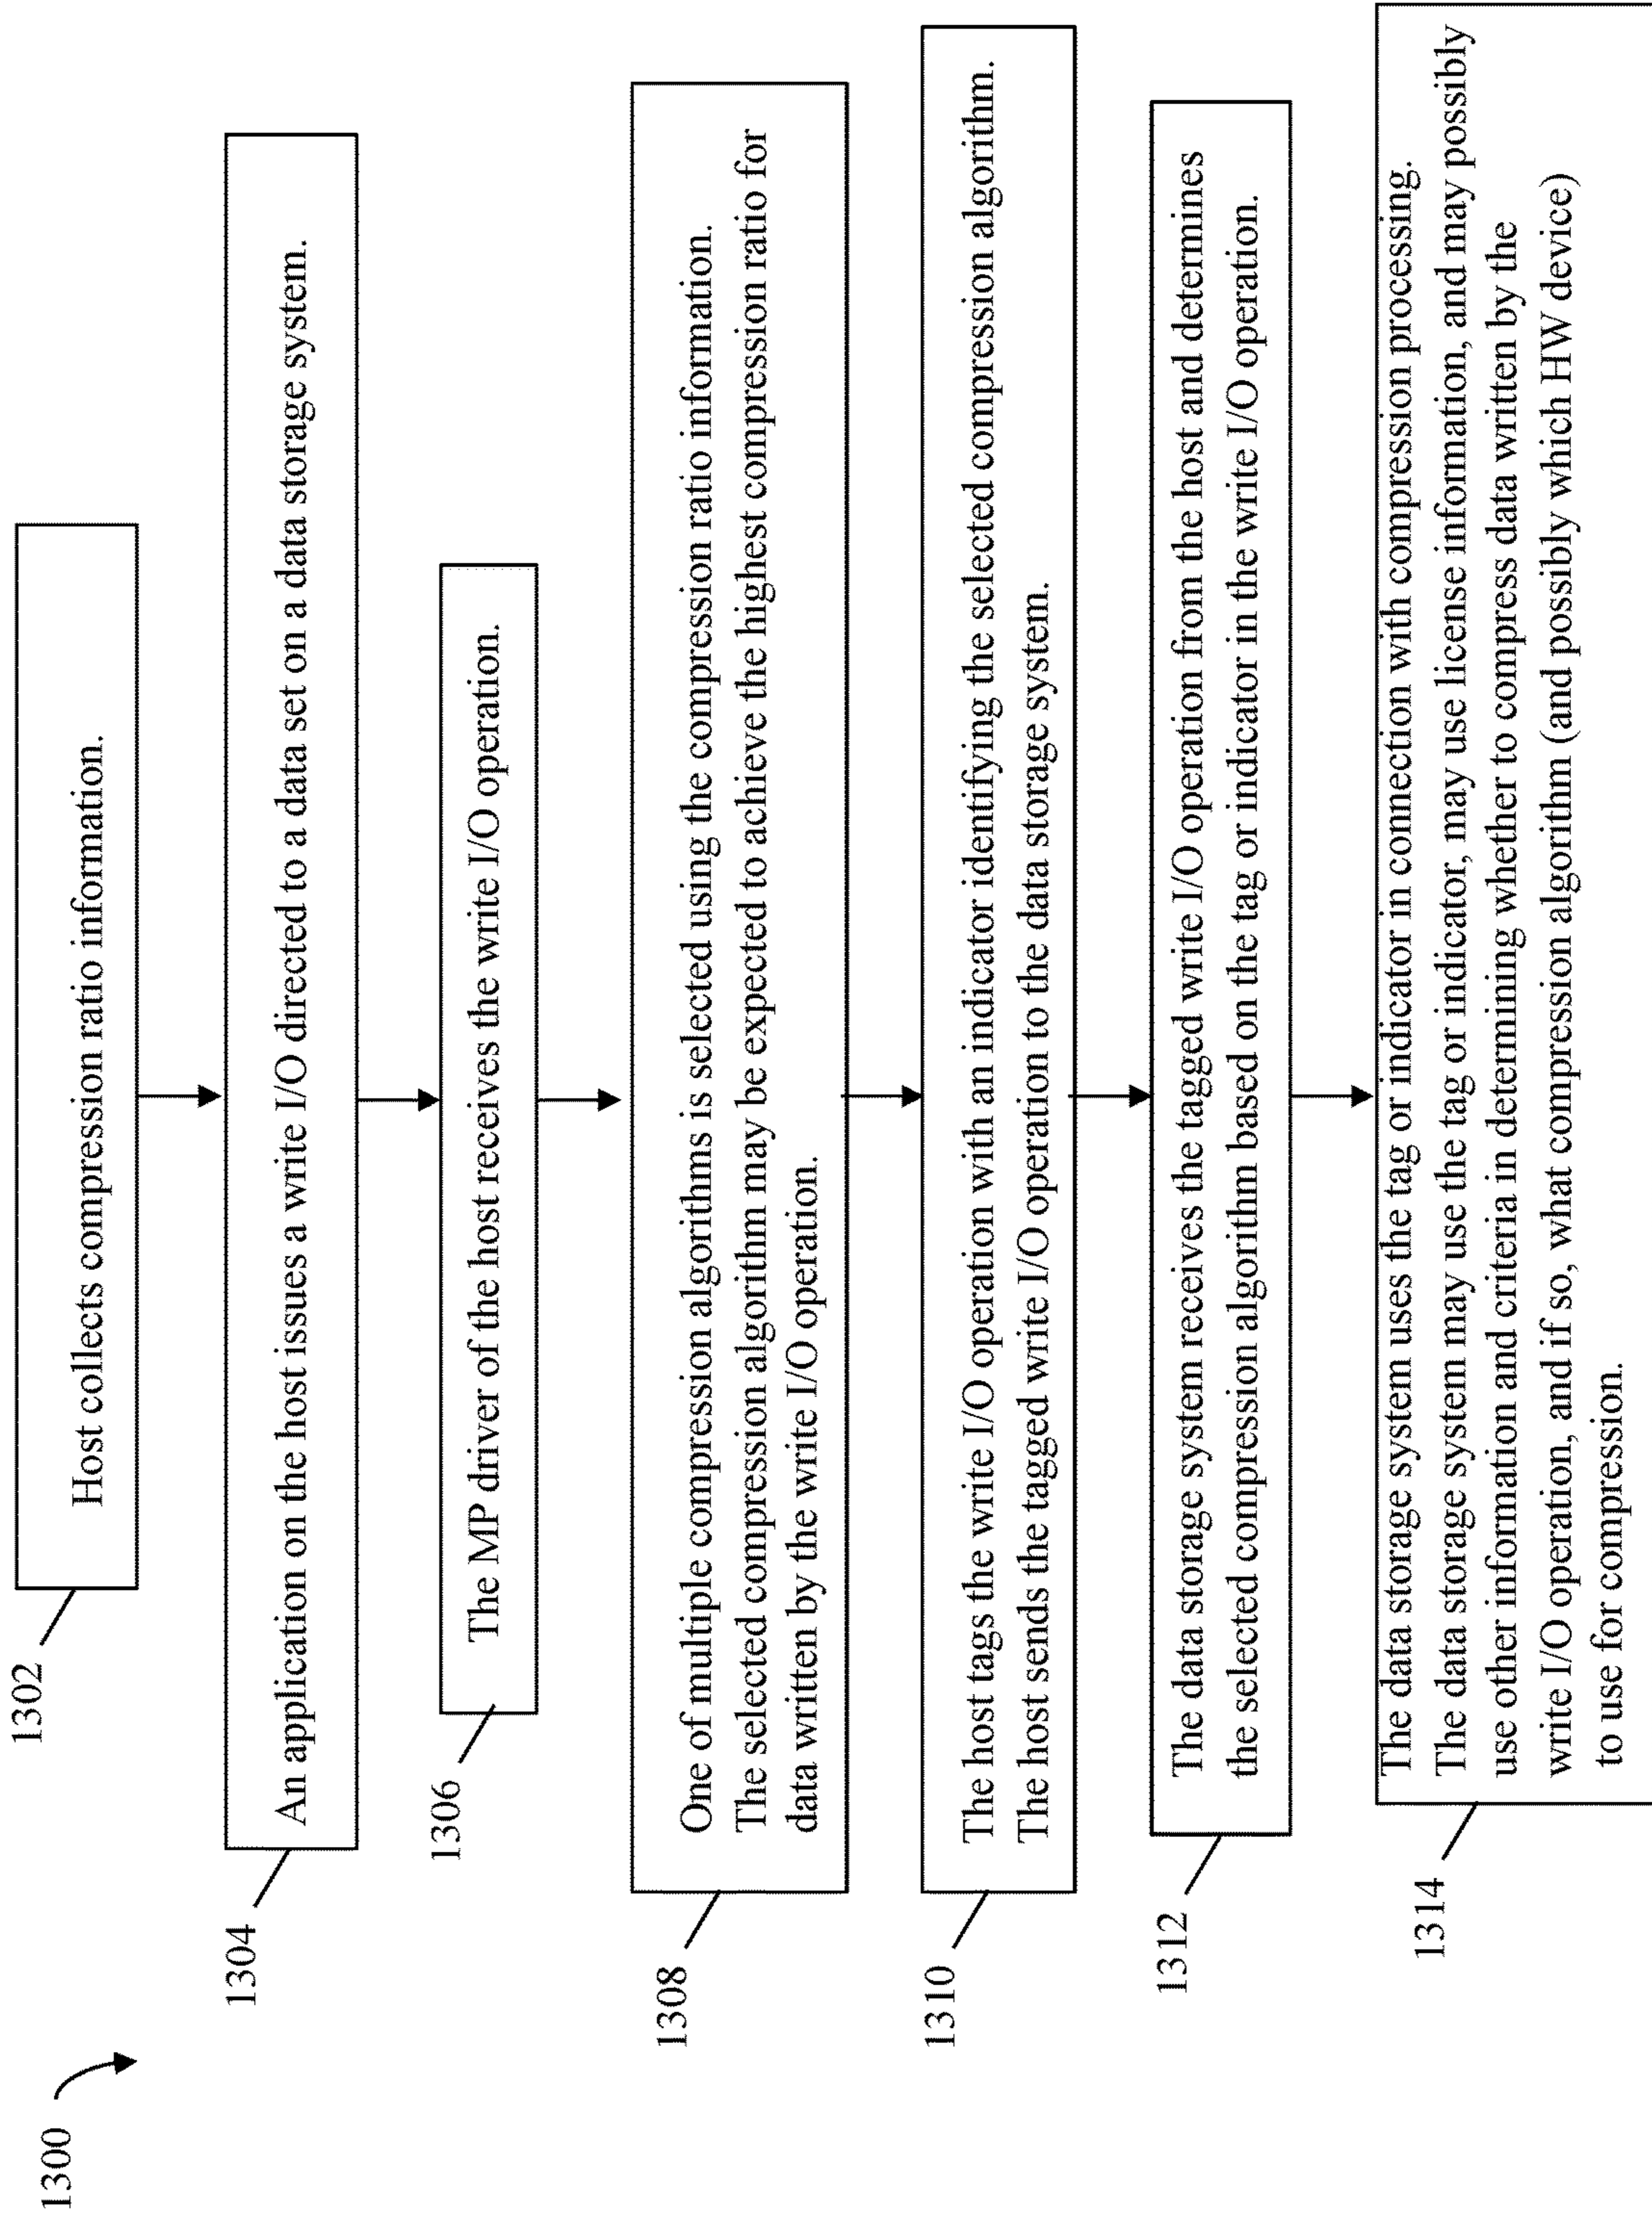 1300
1302
Host collects compression ratio information.
1304
An application on the host issues a write I/O directed to a data set on a data storage system.
1306
The MP driver of the host receives the write I/O operation.
1308
One of multiple compression algorithms is selected using the compression ratio information.
The selected compression algorithm may be expected to achieve the highest compression ratio for
data written by the write I/O operation.
1310
The host tags the write I/O operation with an indicator identifying the selected compression algorithm.
The host sends the tagged write I/O operation to the data storage system.
1312
The data storage system receives the tagged write I/O operation from the host and determines
the selected compression algorithm based on the tag or indicator in the write I/O operation.
1314
The data storage system uses the tag or indicator in connection with compression processing.
The data storage system may use the tag or indicator, may use license information, and may possibly
use other information and criteria in determining whether to compress data written by the
write I/O operation, and if so, what compression algorithm (and possibly which HW device)
to use for compression.